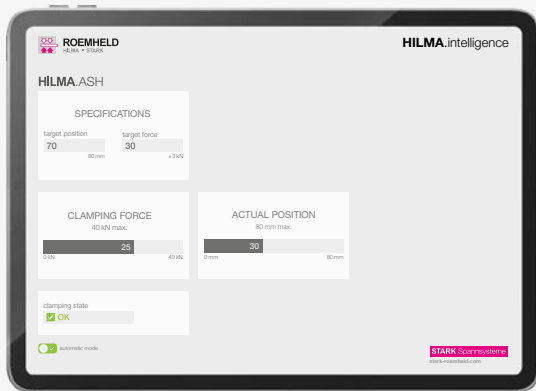 ROEMHELD
HILMA • STARK
HILMA.intelligence
HILMA.ASH
SPECIFICATIONS
target position
target force
70
30
80 mm
± 3 kN
CLAMPING FORCE
40 kN max.
25
0 kN
40 kN
ACTUAL POSITION
80 mm max.
30
0 mm
80 mm
clamping state
OK
automatic mode
STARK Spannsysteme
stark-roemheld.com